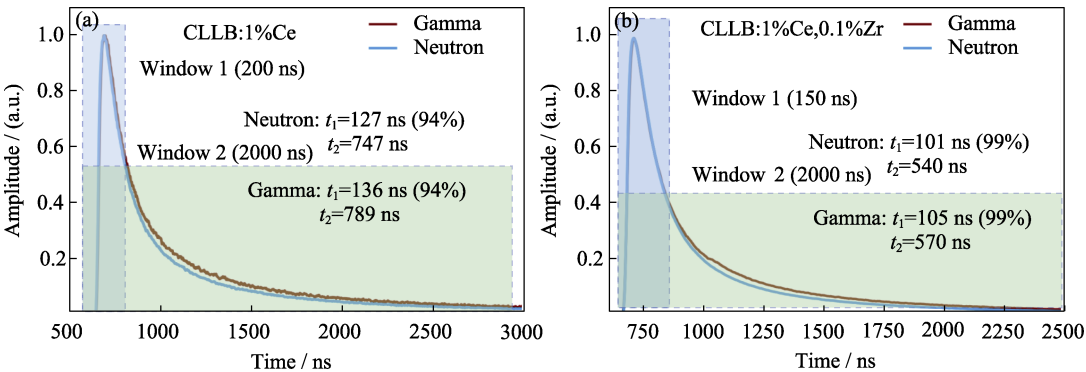 (a)
CLLB:1%Ce
Gamma
Neutron
Window 1 (200 ns)
Neutron: t₁=127 ns (94%)
t₂=747 ns
Window 2 (2000 ns)
Gamma: t₁=136 ns (94%)
t₂=789 ns
1.0
0.8
0.6
0.4
0.2
Amplitude / (a.u.)
500 1000 1500 2000 2500 3000
Time / ns
(b)
CLLB:1%Ce,0.1%Zr
Gamma
Neutron
Window 1 (150 ns)
Neutron: t₁=101 ns (99%)
t₂=540 ns
Window 2 (2000 ns)
Gamma: t₁=105 ns (99%)
t₂=570 ns
1.0
0.8
0.6
0.4
0.2
Amplitude / (a.u.)
750 1000 1250 1500 1750 2000 2250 2500
Time / ns